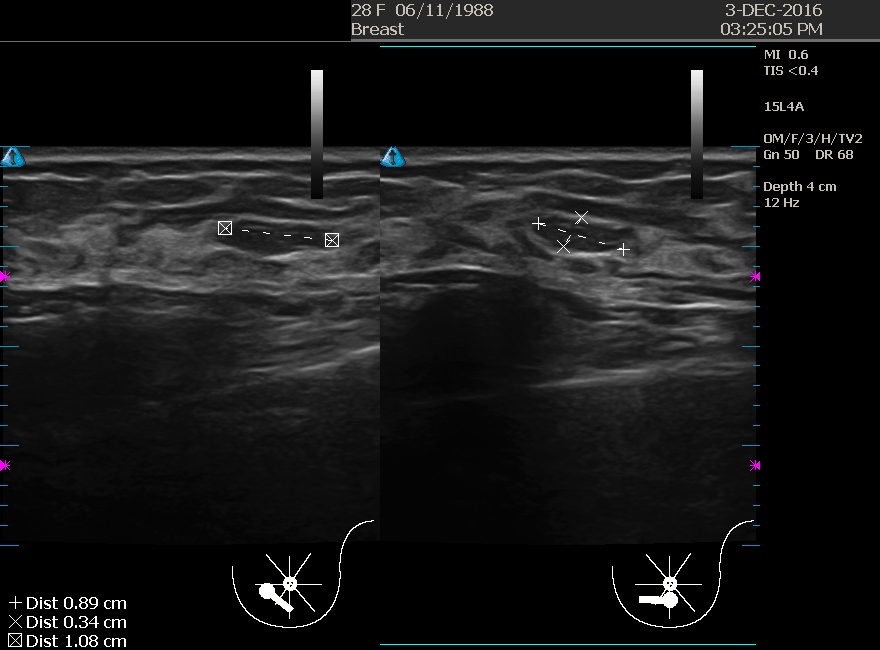 28 F 06/11/1988 3-DEC-2016
Breast 03:25:05 PM
MI 0.6
TIS <0.4
15L4A
OM/F/3/H/TV2
Gn 50 DR 68
Depth 4 cm
12 Hz
Dist 0.89 cm
Dist 0.34 cm
Dist 1.08 cm